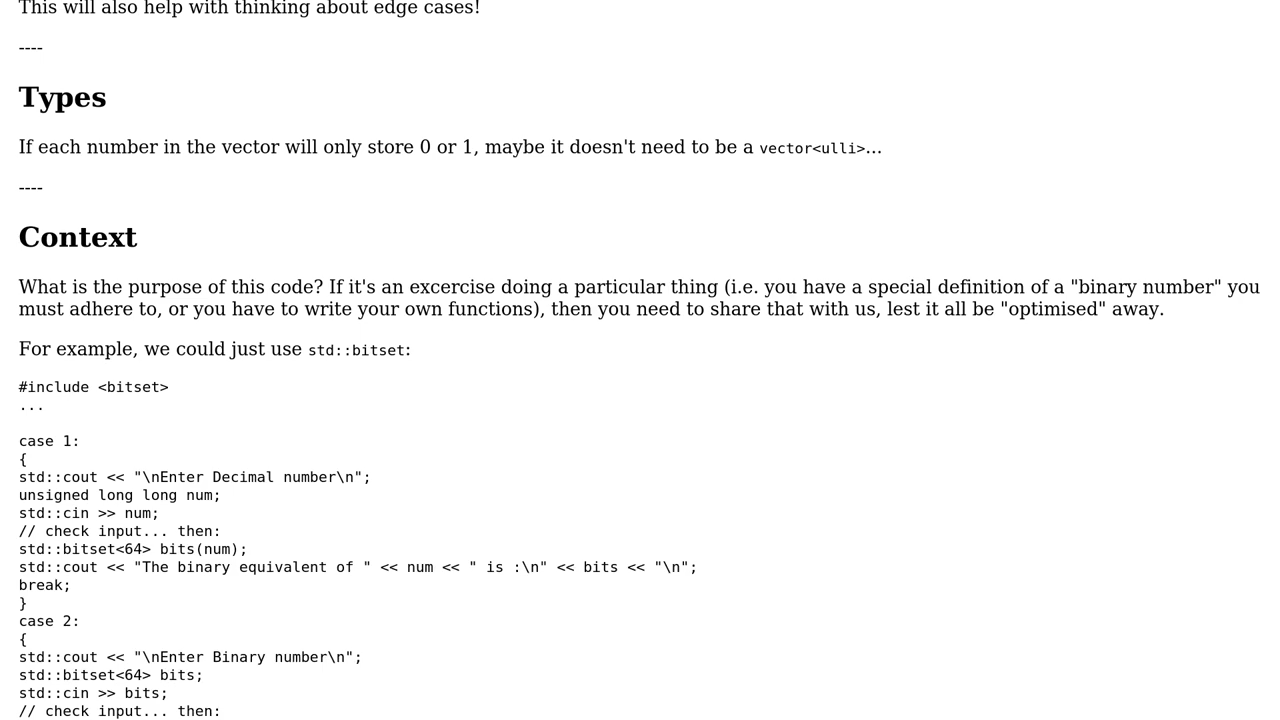 This will also help with thinking about edge cases!
----
Types
If each number in the vector will only store 0 or 1, maybe it doesn't need to be a vector<ulli>...
----
Context
What is the purpose of this code? If it's an excercise doing a particular thing (i.e. you have a special definition of a "binary number" you
must adhere to, or you have to write your own functions), then you need to share that with us, lest it all be "optimised" away.
For example, we could just use std::bitset:
#include <bitset>
...
case 1:
{
std::cout << "\nEnter Decimal number\n";
unsigned long long num;
std::cin >> num;
// check input... then:
std::bitset<64> bits(num);
std::cout << "The binary equivalent of " << num << " is :\n" << bits << "\n";
break;
}
case 2:
{
std::cout << "\nEnter Binary number\n";
std::bitset<64> bits;
std::cin >> bits;
// check input... then: